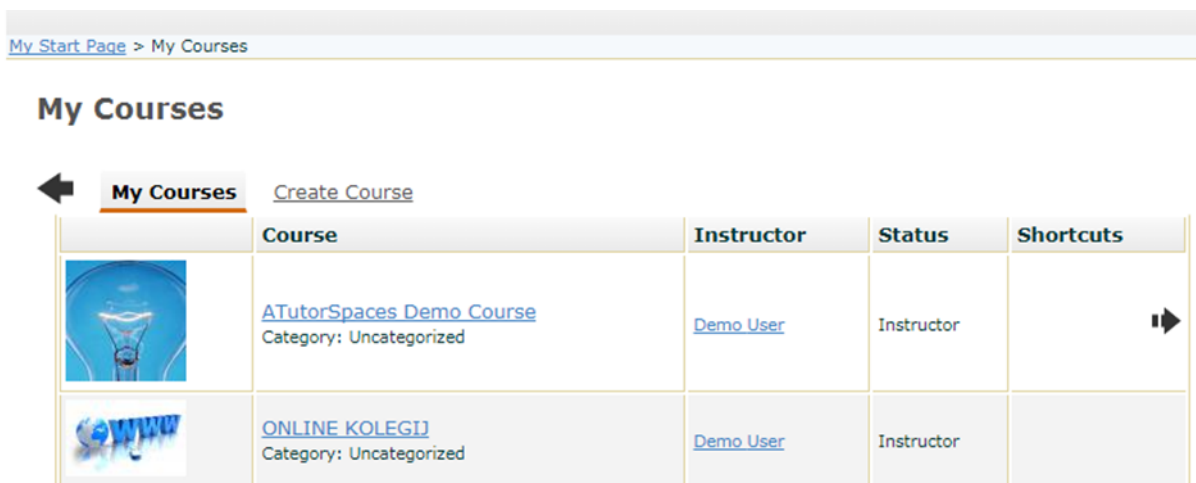 My Start Page > My Courses
My Courses
My Courses Create Course
Course Instructor Status Shortcuts
ATutorSpaces Demo Course
Category: Uncategorized
Demo User
Instructor
WWW
ONLINE KOLEGIJ
Category: Uncategorized
Demo User
Instructor